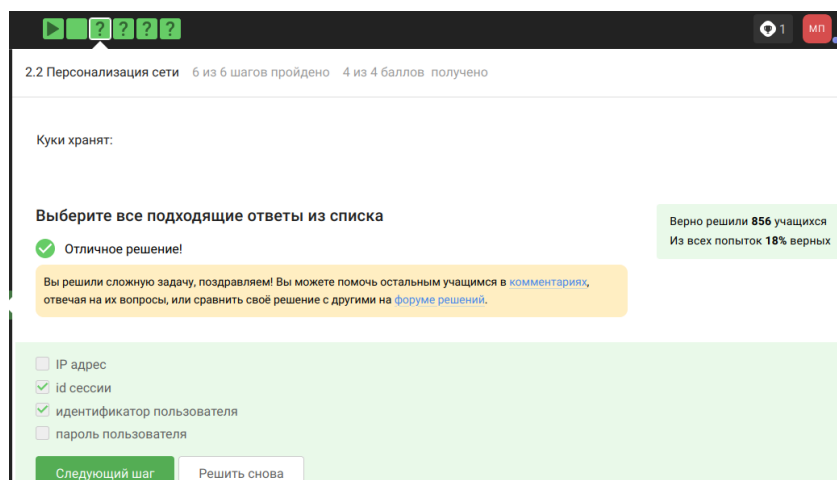 ? ? ? ?
1
МП
2.2 Персонализация сети 6 из 6 шагов пройдено 4 из 4 баллов получено
Куки хранят:
Выберите все подходящие ответы из списка
Верно решили 856 учащихся
Из всех попыток 18% верных
Отличное решение!
Вы решили сложную задачу, поздравляем! Вы можете помочь остальным учащимся в комментариях,
отвечая на их вопросы, или сравнить своё решение с другими на форуме решений.
IP адрес
id сессии
идентификатор пользователя
пароль пользователя
Следующий шаг Решить снова